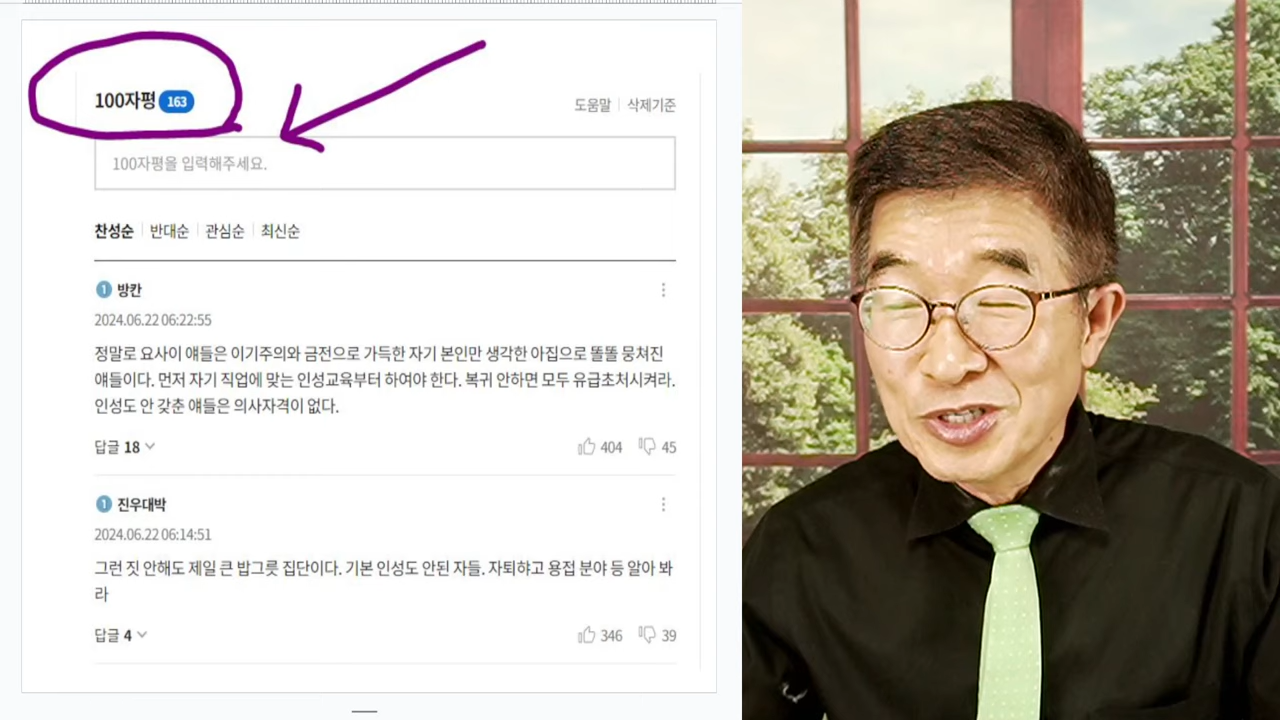 100자평 163
도움말 삭제기준
100자평을 입력해주세요.
찬성순 반대순 관심순 최신순
1 방칸
2024.06.22 06:22:55
정말로 요사이 얘들은 이기주의와 금전으로 가득한 자기 본인만 생각한 아집으로 똘똘 뭉쳐진
얘들이다. 먼저 자기 직업에 맞는 인성교육부터 하여야 한다. 복귀 안하면 모두 유급초처시켜라.
인성도 안 갖춘 얘들은 의사자격이 없다.
답글 18 404 45
1 진우대박
2024.06.22 06:14:51
그런 짓 안해도 제일 큰 밥그릇 집단이다. 기본 인성도 안된 자들. 자퇴햐고 용접 분야 등 알아 봐
라
답글 4 346 39